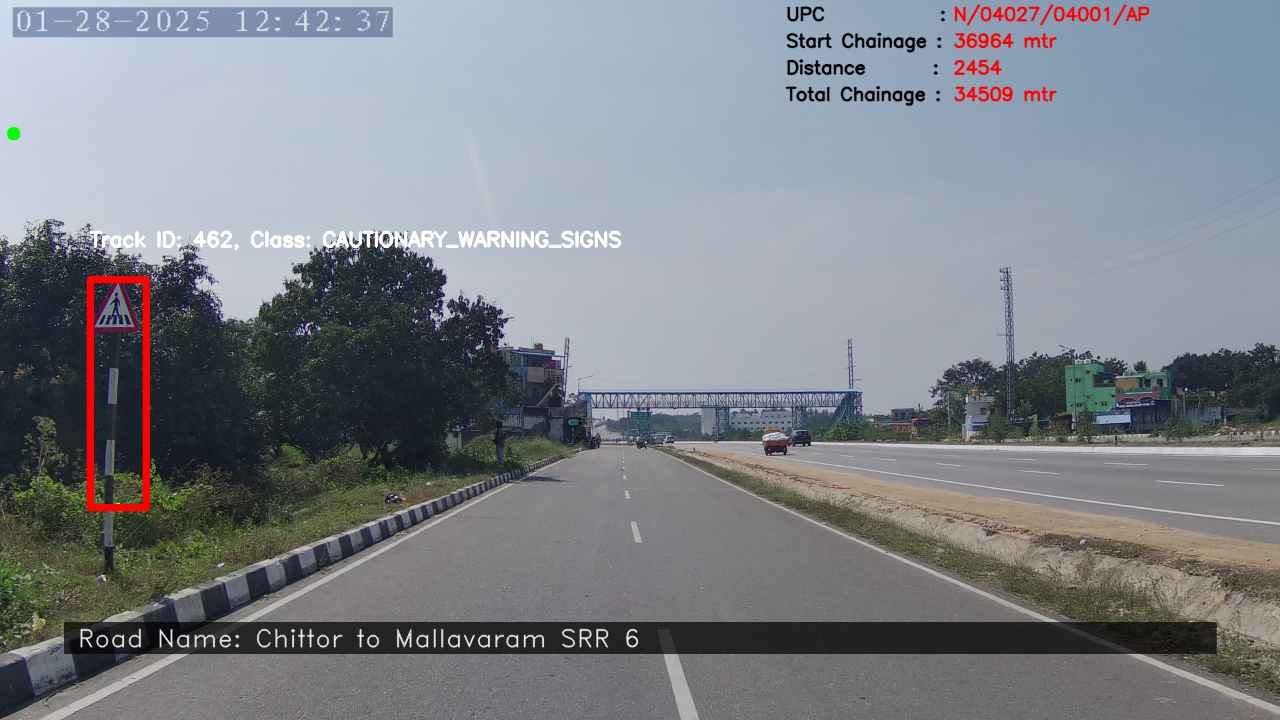 01-28-2025 12:42:37
UPC : N/04027/04001/AP
Start Chainage : 36964 mtr
Distance : 2454
Total Chainage : 34509 mtr
Track ID: 462, Class: CAUTIONARY_WARNING_SIGNS
Road Name: Chittor to Mallavaram SRR 6